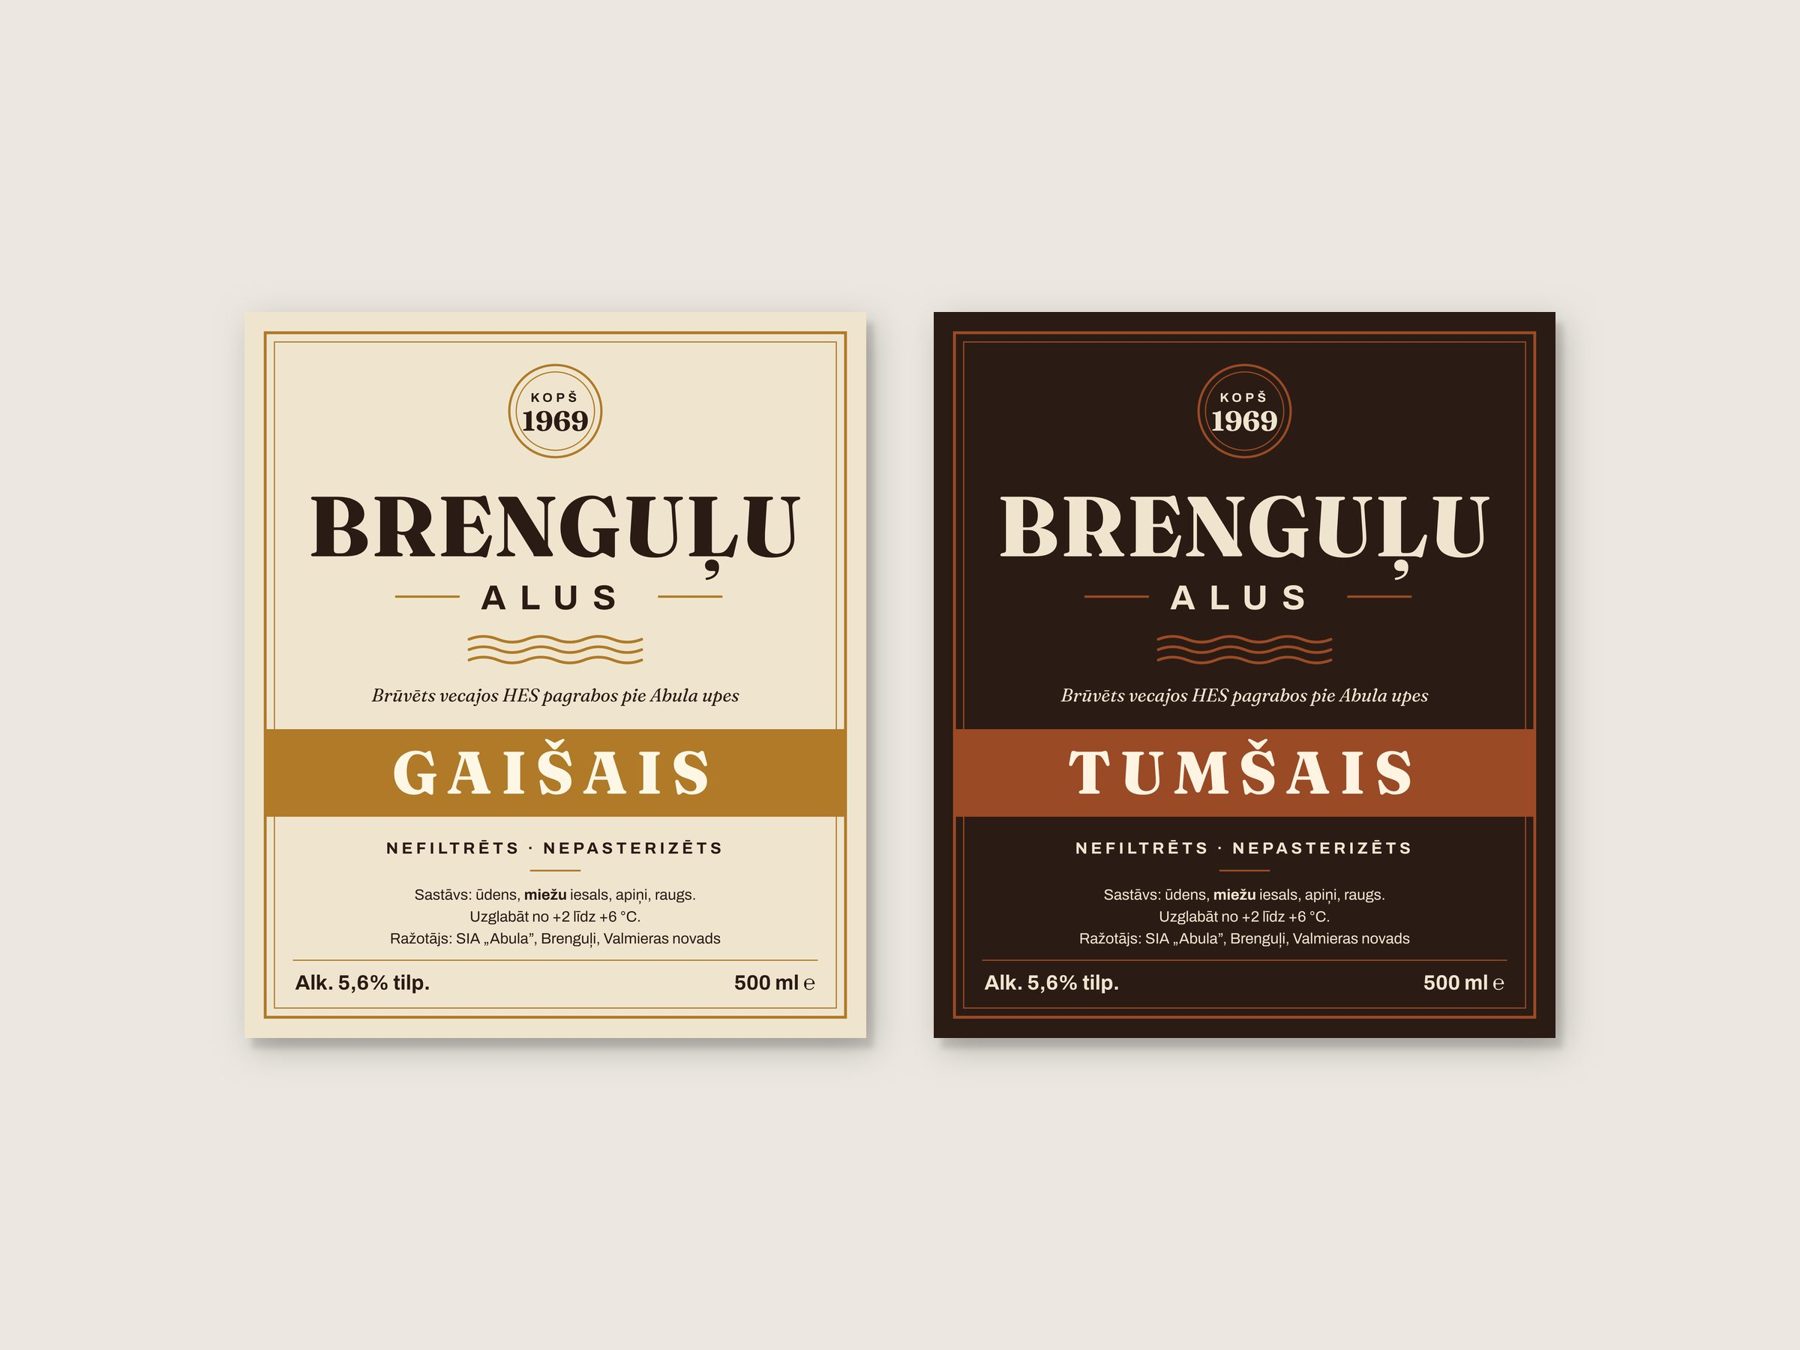 KOPŠ
1969
BRENGUĻU
ALUS
Brūvēts vecajos HES pagrabos pie Abula upes
GAIŠAIS
NEFILTRĒTS · NEPASTERIZĒTS
Sastāvs: ūdens, miežu iesals, apiņi, raugs.
Uzglabāt no +2 līdz +6 °C.
Ražotājs: SIA „Abula”, Brenguļi, Valmieras novads
Alk. 5,6% tilp.
500 ml ℮
KOPŠ
1969
BRENGUĻU
ALUS
Brūvēts vecajos HES pagrabos pie Abula upes
TUMŠAIS
NEFILTRĒTS · NEPASTERIZĒTS
Sastāvs: ūdens, miežu iesals, apiņi, raugs.
Uzglabāt no +2 līdz +6 °C.
Ražotājs: SIA „Abula”, Brenguļi, Valmieras novads
Alk. 5,6% tilp.
500 ml ℮